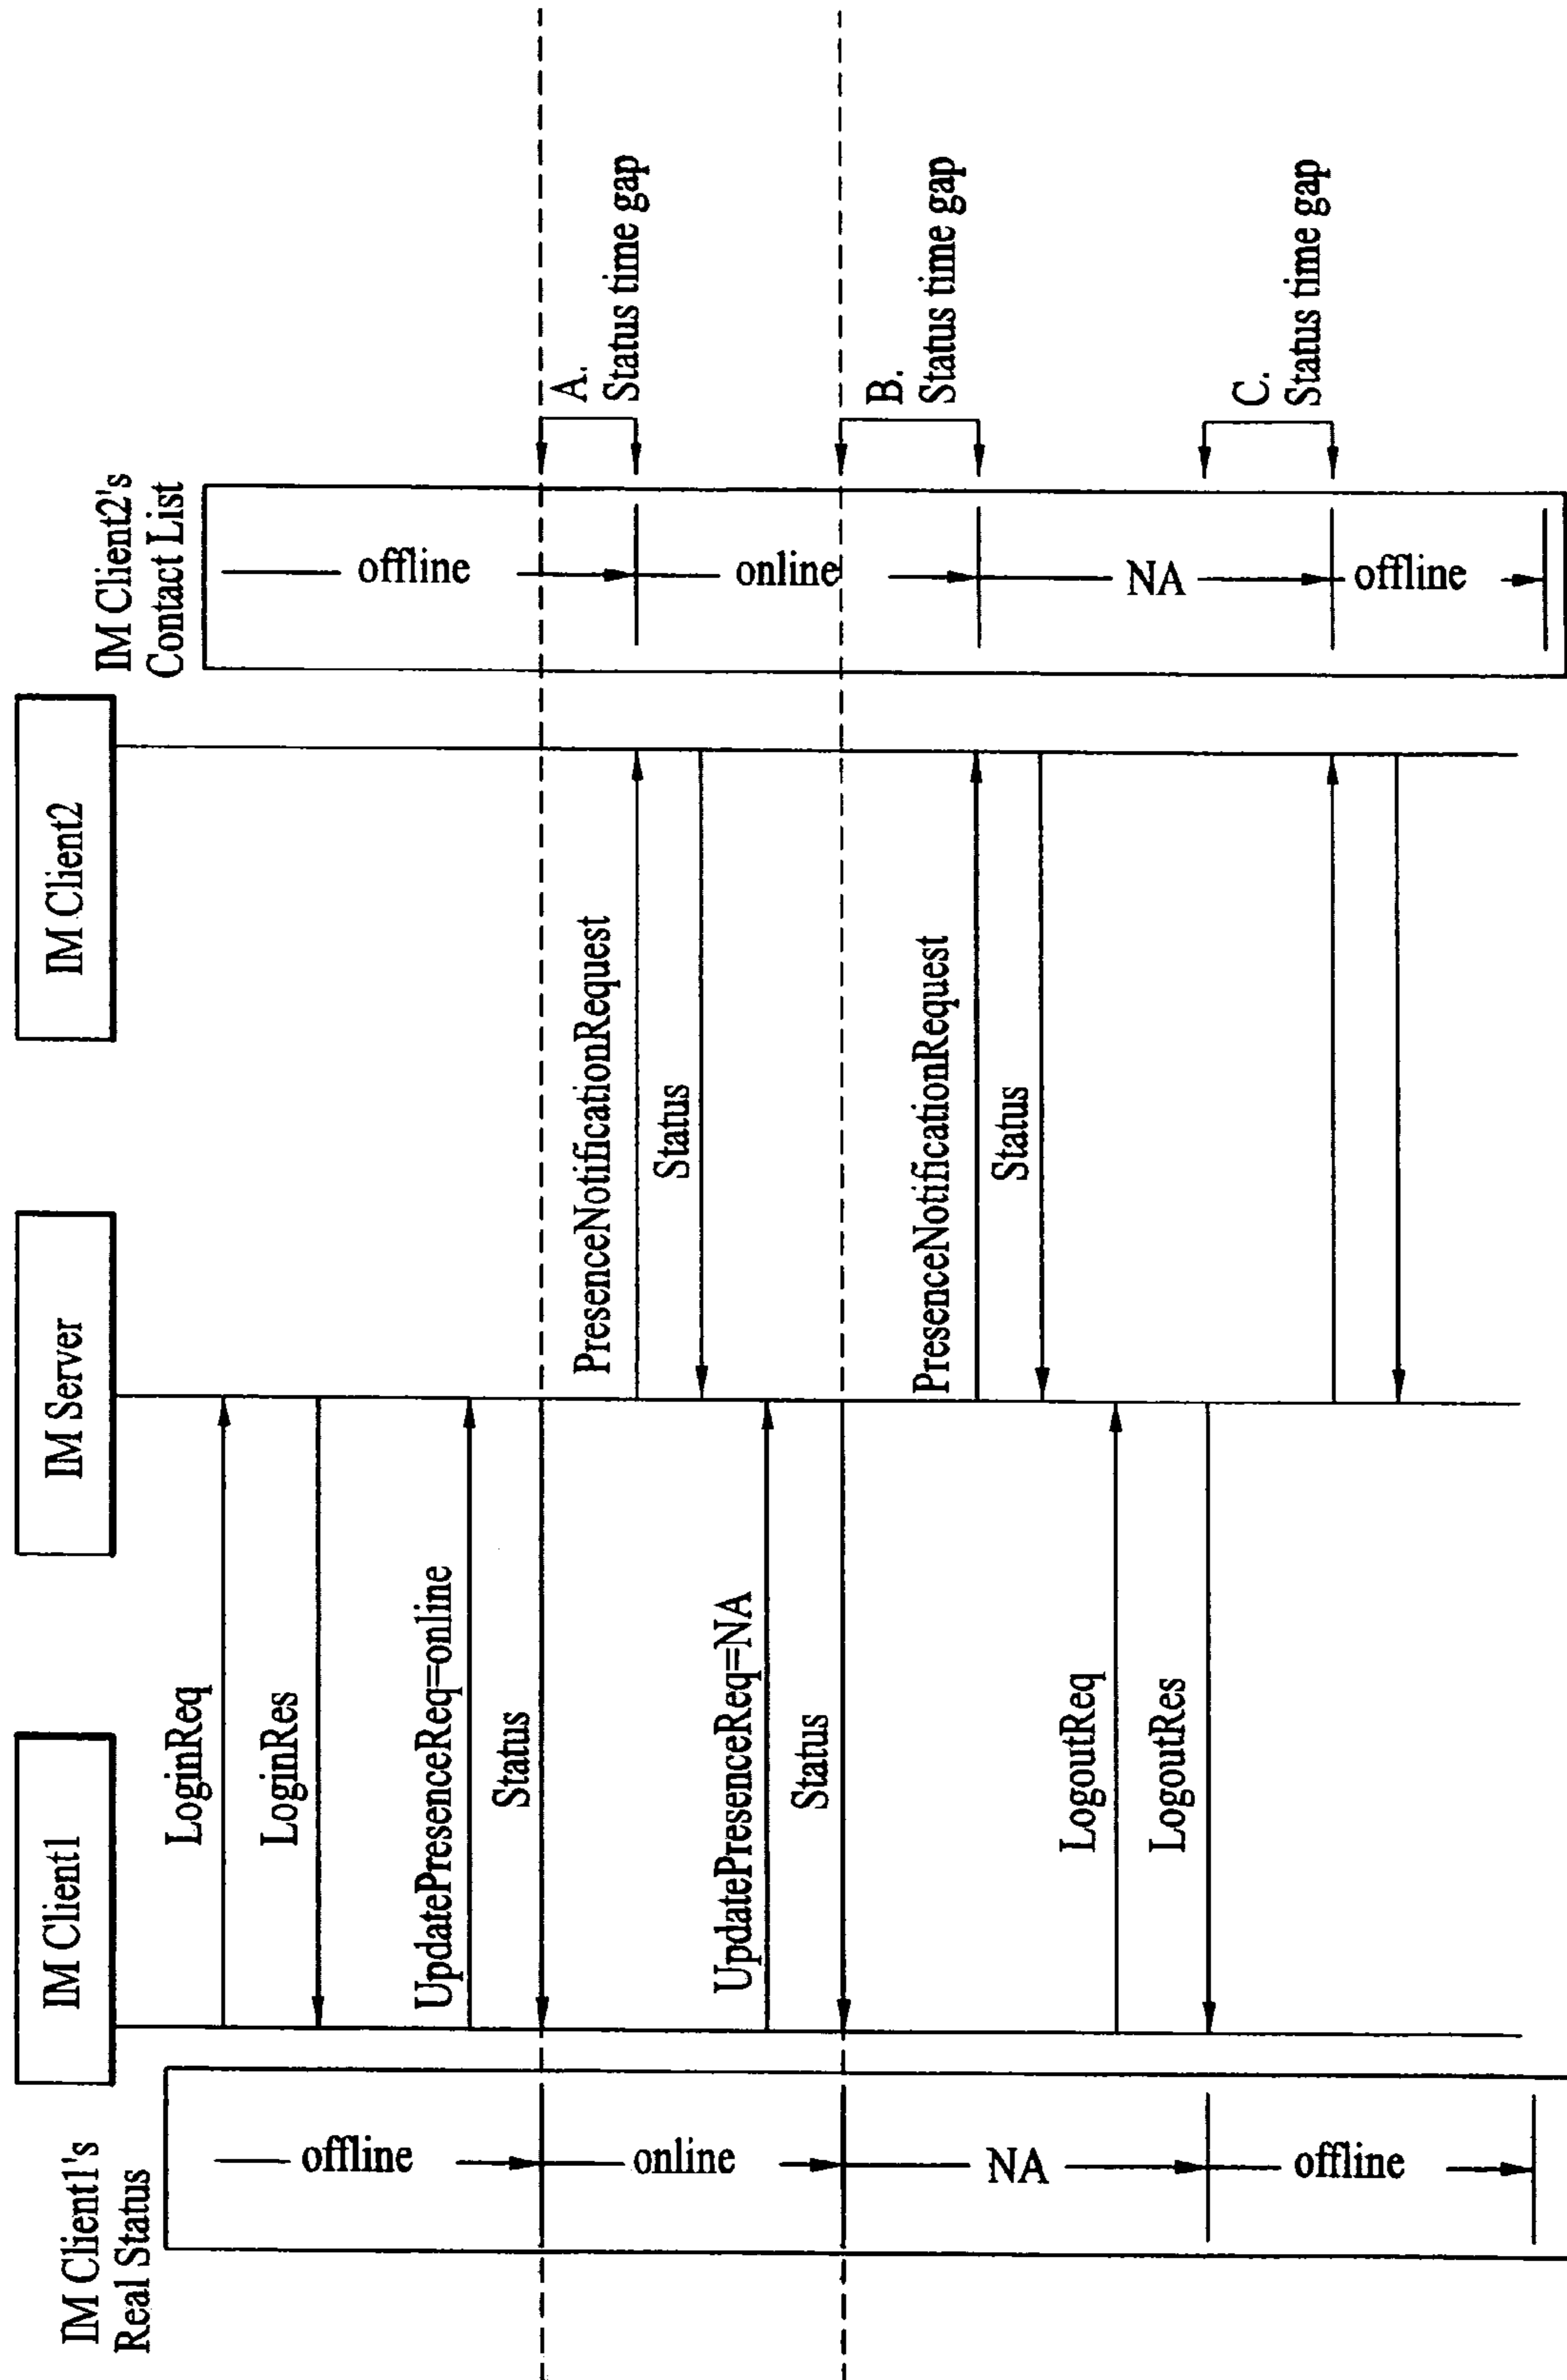 IM Client1's
Real Status
IM Client1
IM Server
IM Client2
IM Client2's
Contact List
LoginReq
LoginRes
UpdatePresenceReq=online
Status
PresenceNotificationRequest
Status
UpdatePresenceReq=NA
Status
PresenceNotificationRequest
Status
LogoutReq
LogoutRes
offline
online
NA
offline
offline
online
NA
offline
A.
Status time gap
B.
Status time gap
C.
Status time gap